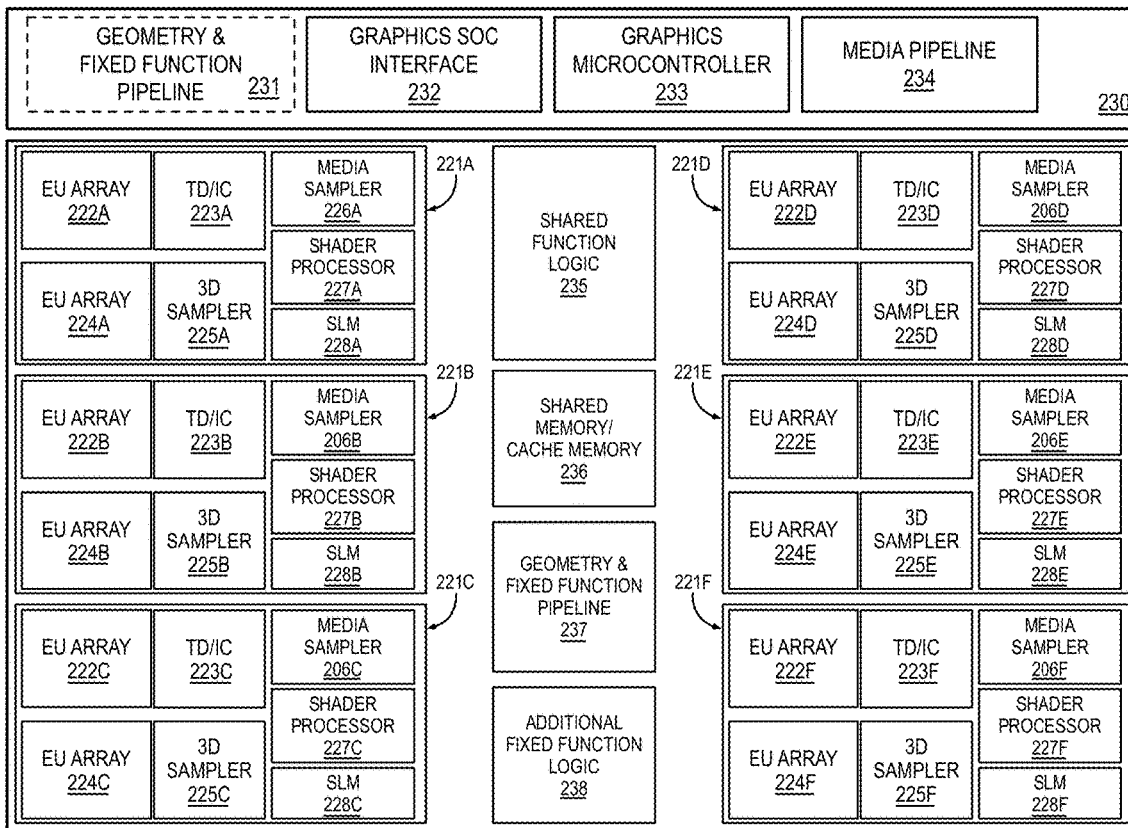 GEOMETRY &
FIXED FUNCTION
PIPELINE
231
GRAPHICS SOC
INTERFACE
232
GRAPHICS
MICROCONTROLLER
233
MEDIA PIPELINE
234
230
221A
EU ARRAY
222A
TD/IC
223A
MEDIA
SAMPLER
226A
SHADER
PROCESSOR
227A
EU ARRAY
224A
3D
SAMPLER
225A
SLM
228A
221B
EU ARRAY
222B
TD/IC
223B
MEDIA
SAMPLER
206B
SHADER
PROCESSOR
227B
EU ARRAY
224B
3D
SAMPLER
225B
SLM
228B
221C
EU ARRAY
222C
TD/IC
223C
MEDIA
SAMPLER
206C
SHADER
PROCESSOR
227C
EU ARRAY
224C
3D
SAMPLER
225C
SLM
228C
SHARED
FUNCTION
LOGIC
235
SHARED
MEMORY/
CACHE MEMORY
236
GEOMETRY &
FIXED FUNCTION
PIPELINE
237
ADDITIONAL
FIXED FUNCTION
LOGIC
238
221D
EU ARRAY
222D
TD/IC
223D
MEDIA
SAMPLER
206D
SHADER
PROCESSOR
227D
EU ARRAY
224D
3D
SAMPLER
225D
SLM
228D
221E
EU ARRAY
222E
TD/IC
223E
MEDIA
SAMPLER
206E
SHADER
PROCESSOR
227E
EU ARRAY
224E
3D
SAMPLER
225E
SLM
228E
221F
EU ARRAY
222F
TD/IC
223F
MEDIA
SAMPLER
206F
SHADER
PROCESSOR
227F
EU ARRAY
224F
3D
SAMPLER
225F
SLM
228F